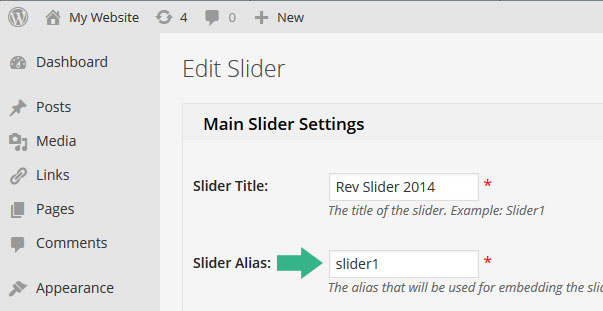 My Website 4 0 New
Dashboard
Edit Slider
Posts
Main Slider Settings
Media
Links
Slider Title: Rev Slider 2014 *
Pages
The title of the slider. Example: Slider1
Comments
Slider Alias: slider1 *
Appearance
The alias that will be used for embedding the